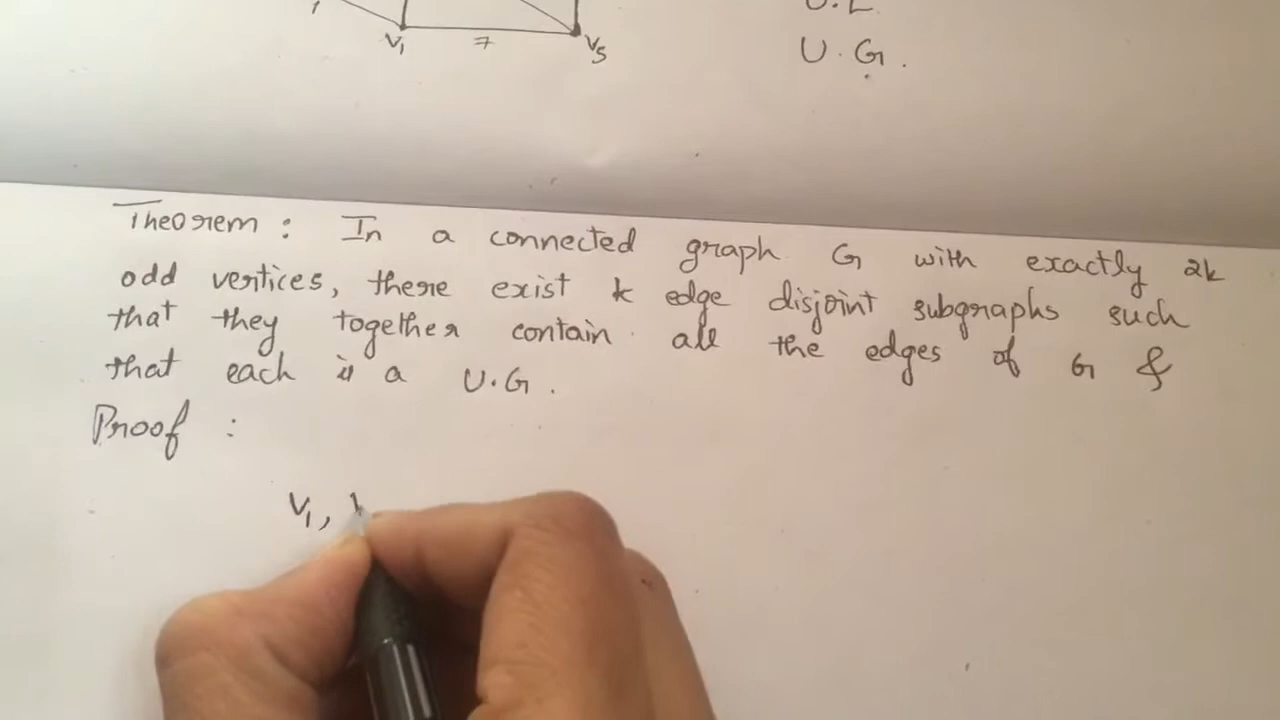 U.L
V1 7 V5
U.G.
Theorem: In a connected graph G with exactly 2k
odd vertices, there exist k edge disjoint subgraphs such
that they together contain all the edges of G &
that each is a U.G.
Proof :
V1,